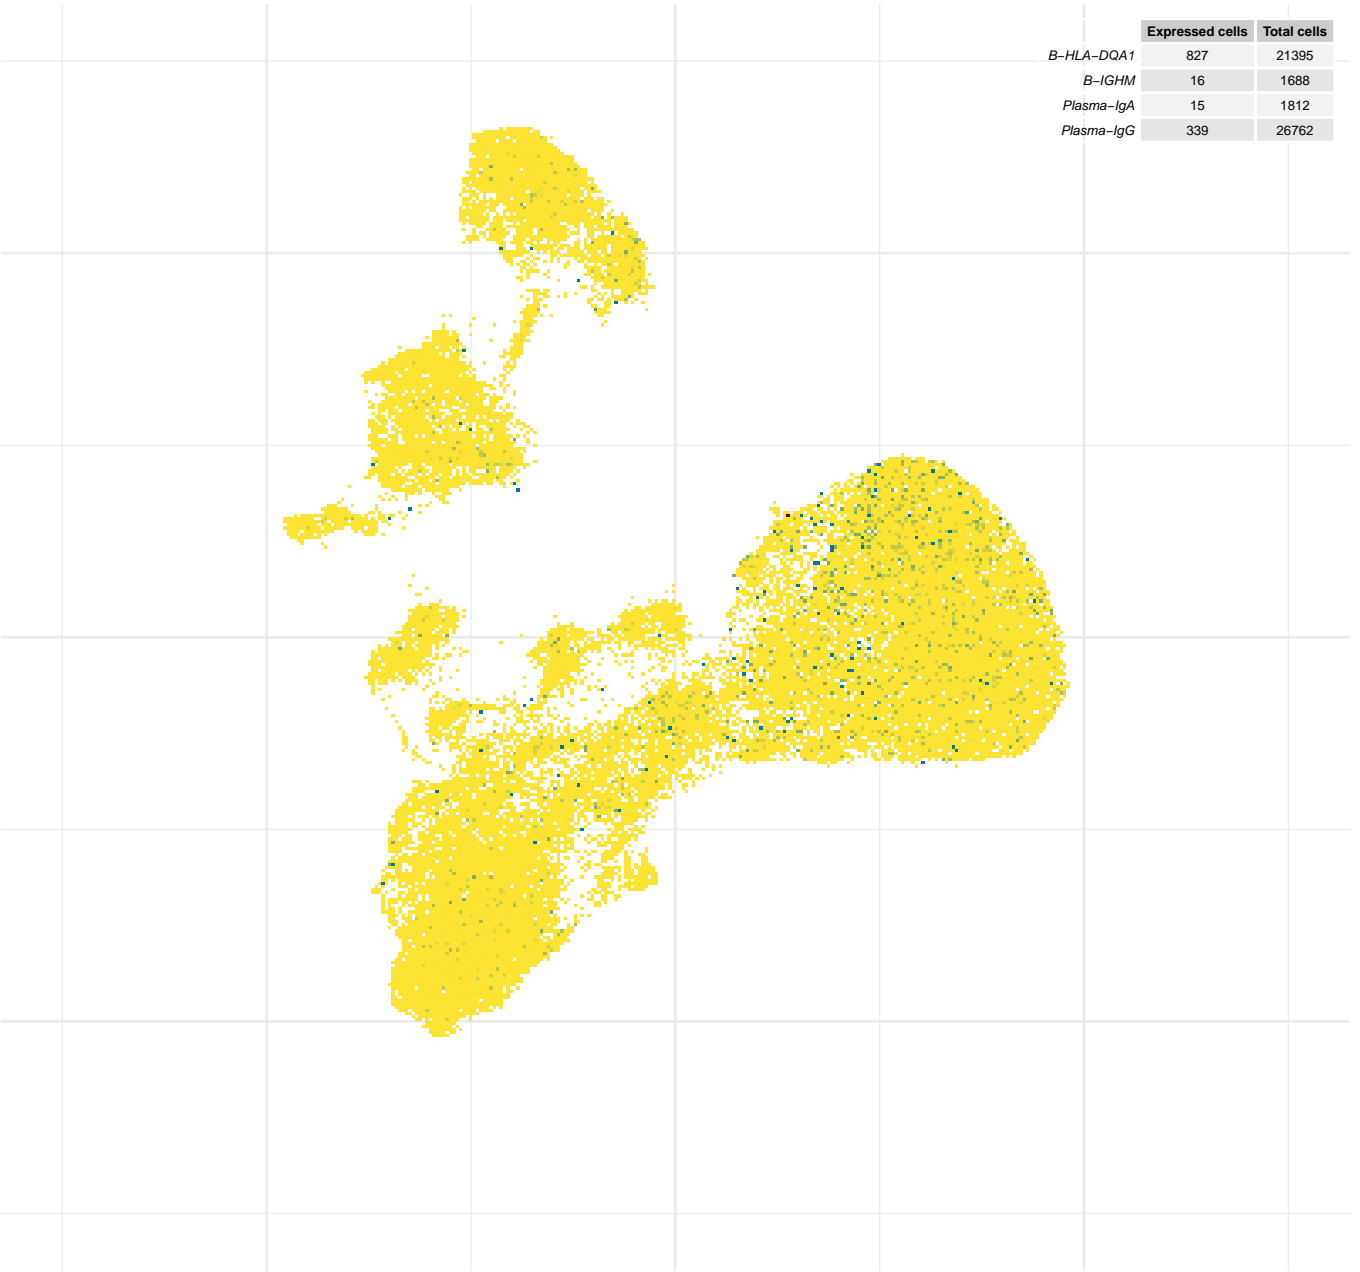 Expressed cells Total cells
B−HLA−DQA1 827 21395
B−IGHM 16 1688
Plasma−IgA 15 1812
Plasma−IgG 339 26762